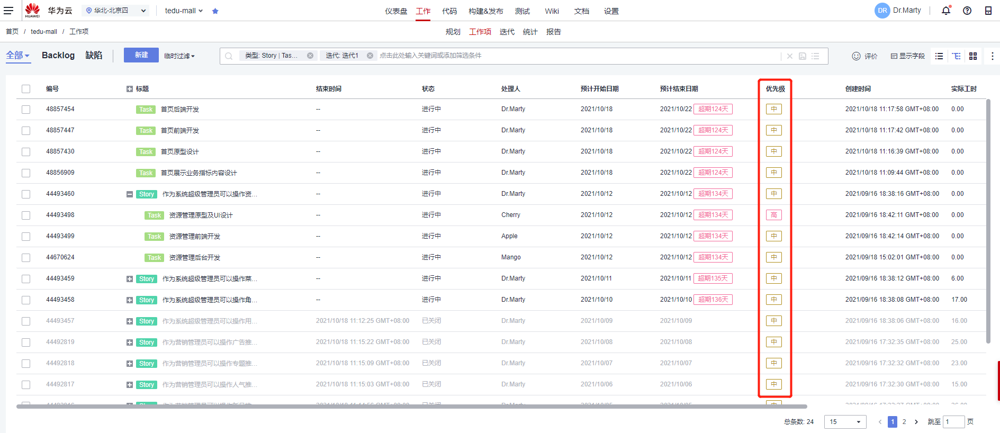 HUAWEI 华为云 华北-北京四 tedu-mall 仪表盘 工作 代码 构建&发布 测试 Wiki 文档 设置 DR Dr.Marty
首页 / tedu-mall / 工作项 规划 工作项 迭代 统计 报告
全部 Backlog 缺陷 新建 临时过滤 类型: Story | Tas... 迭代: 迭代1 点击此处输入关键词或添加筛选条件 评价 显示字段
编号 标题 结束时间 状态 处理人 预计开始日期 预计结束日期 优先级 创建时间 实际工时
48857454 Task 首页后端开发 -- 进行中 Dr.Marty 2021/10/18 2021/10/22 超期124天 中 2021/10/18 11:17:58 GMT+08:00 0.00
48857447 Task 首页前端开发 -- 进行中 Dr.Marty 2021/10/18 2021/10/22 超期124天 中 2021/10/18 11:17:42 GMT+08:00 0.00
48857430 Task 首页原型设计 -- 进行中 Dr.Marty 2021/10/18 2021/10/22 超期124天 中 2021/10/18 11:16:39 GMT+08:00 0.00
48856909 Task 首页展示业务指标内容设计 -- 进行中 Dr.Marty 2021/10/18 2021/10/22 超期124天 中 2021/10/18 11:09:44 GMT+08:00 0.00
44493460 Story 作为系统超级管理员可以操作资... -- 进行中 Dr.Marty 2021/10/12 2021/10/12 超期134天 中 2021/09/16 18:38:16 GMT+08:00 0.00
44493498 Task 资源管理原型及UI设计 -- 进行中 Cherry 2021/10/12 2021/10/12 超期134天 高 2021/09/16 18:42:11 GMT+08:00 0.00
44493499 Task 资源管理前端开发 -- 进行中 Apple 2021/10/12 2021/10/12 超期134天 中 2021/09/16 18:42:14 GMT+08:00 0.00
44670624 Task 资源管理后台开发 -- 进行中 Mango 2021/10/12 2021/10/12 超期134天 中 2021/09/18 15:02:01 GMT+08:00 0.00
44493459 Story 作为系统超级管理员可以操作菜... -- 进行中 Dr.Marty 2021/10/11 2021/10/11 超期135天 中 2021/09/16 18:38:12 GMT+08:00 6.00
44493458 Story 作为系统超级管理员可以操作角... -- 进行中 Dr.Marty 2021/10/10 2021/10/10 超期136天 中 2021/09/16 18:38:08 GMT+08:00 17.00
44493457 Story 作为系统超级管理员可以操作用... 2021/10/18 11:12:25 GMT+08:00 已关闭 Dr.Marty 2021/10/09 2021/10/09 中 2021/09/16 18:38:06 GMT+08:00 16.00
44492819 Story 作为营销管理员可以操作广告推... 2021/10/18 11:15:22 GMT+08:00 已关闭 Dr.Marty 2021/10/08 2021/10/08 中 2021/09/16 17:32:35 GMT+08:00 25.00
44492818 Story 作为营销管理员可以操作专题推... 2021/10/18 11:15:09 GMT+08:00 已关闭 Dr.Marty 2021/10/07 2021/10/07 中 2021/09/16 17:32:32 GMT+08:00 23.00
44492817 Story 作为营销管理员可以操作人气推... 2021/10/18 11:15:03 GMT+08:00 已关闭 Dr.Marty 2021/10/06 2021/10/06 中 2021/09/16 17:32:30 GMT+08:00 15.00
总条数: 24 15 1 2 跳至 1 页